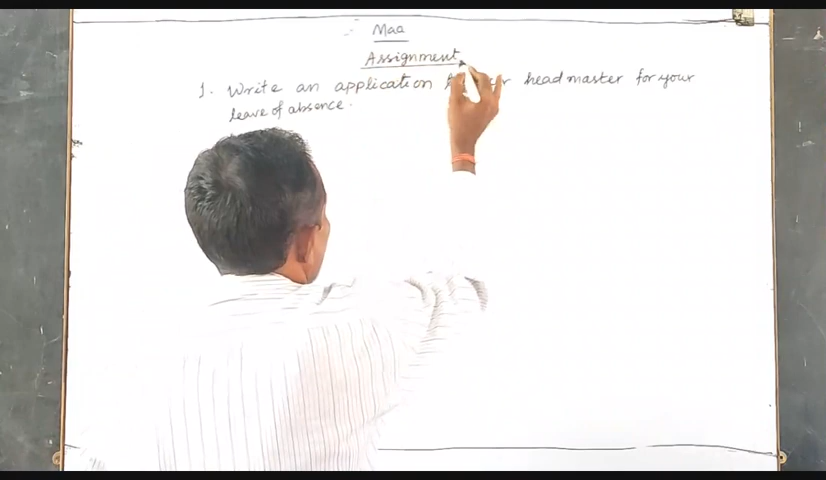 Maa
Assignment
1. Write an application headmaster for your
leave of absence.